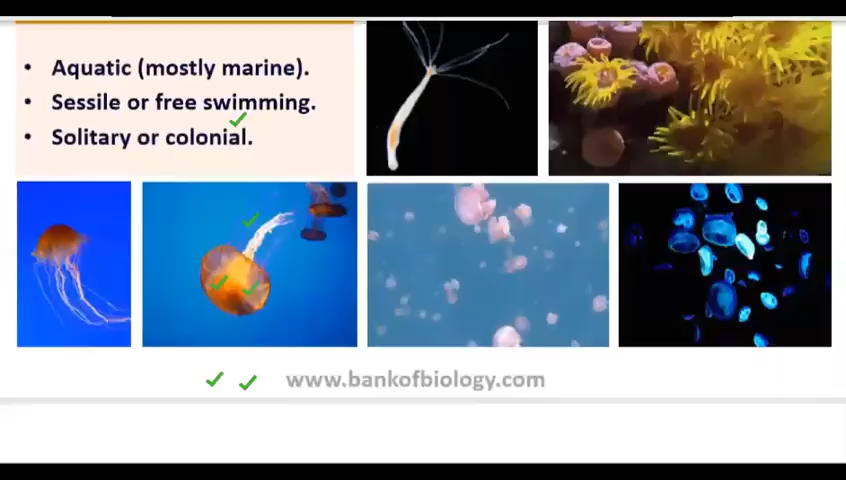 • Aquatic (mostly marine).
• Sessile or free swimming.
• Solitary or colonial.
www.bankofbiology.com